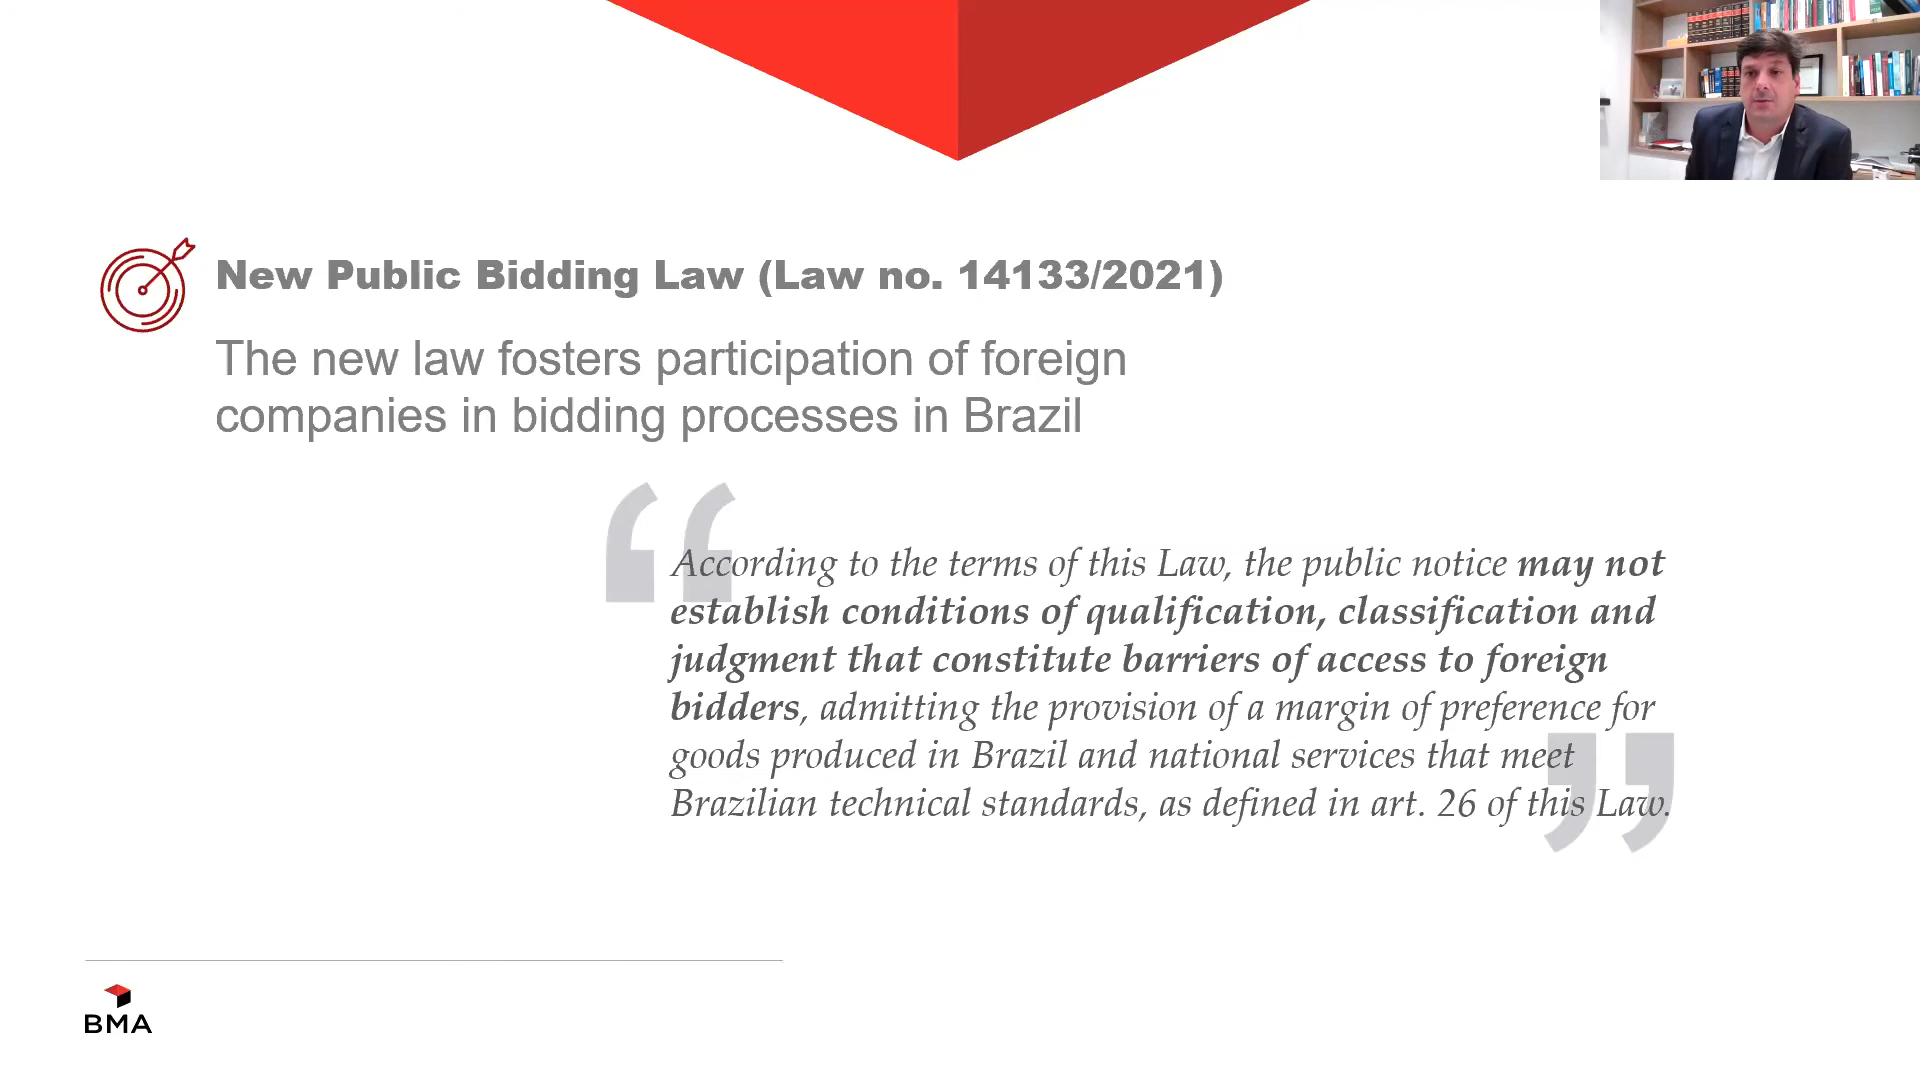 New Public Bidding Law (Law no. 14133/2021)
The new law fosters participation of foreign
companies in bidding processes in Brazil
According to the terms of this Law, the public notice may not
establish conditions of qualification, classification and
judgment that constitute barriers of access to foreign
bidders, admitting the provision of a margin of preference for
goods produced in Brazil and national services that meet
Brazilian technical standards, as defined in art. 26 of this Law.
BMA